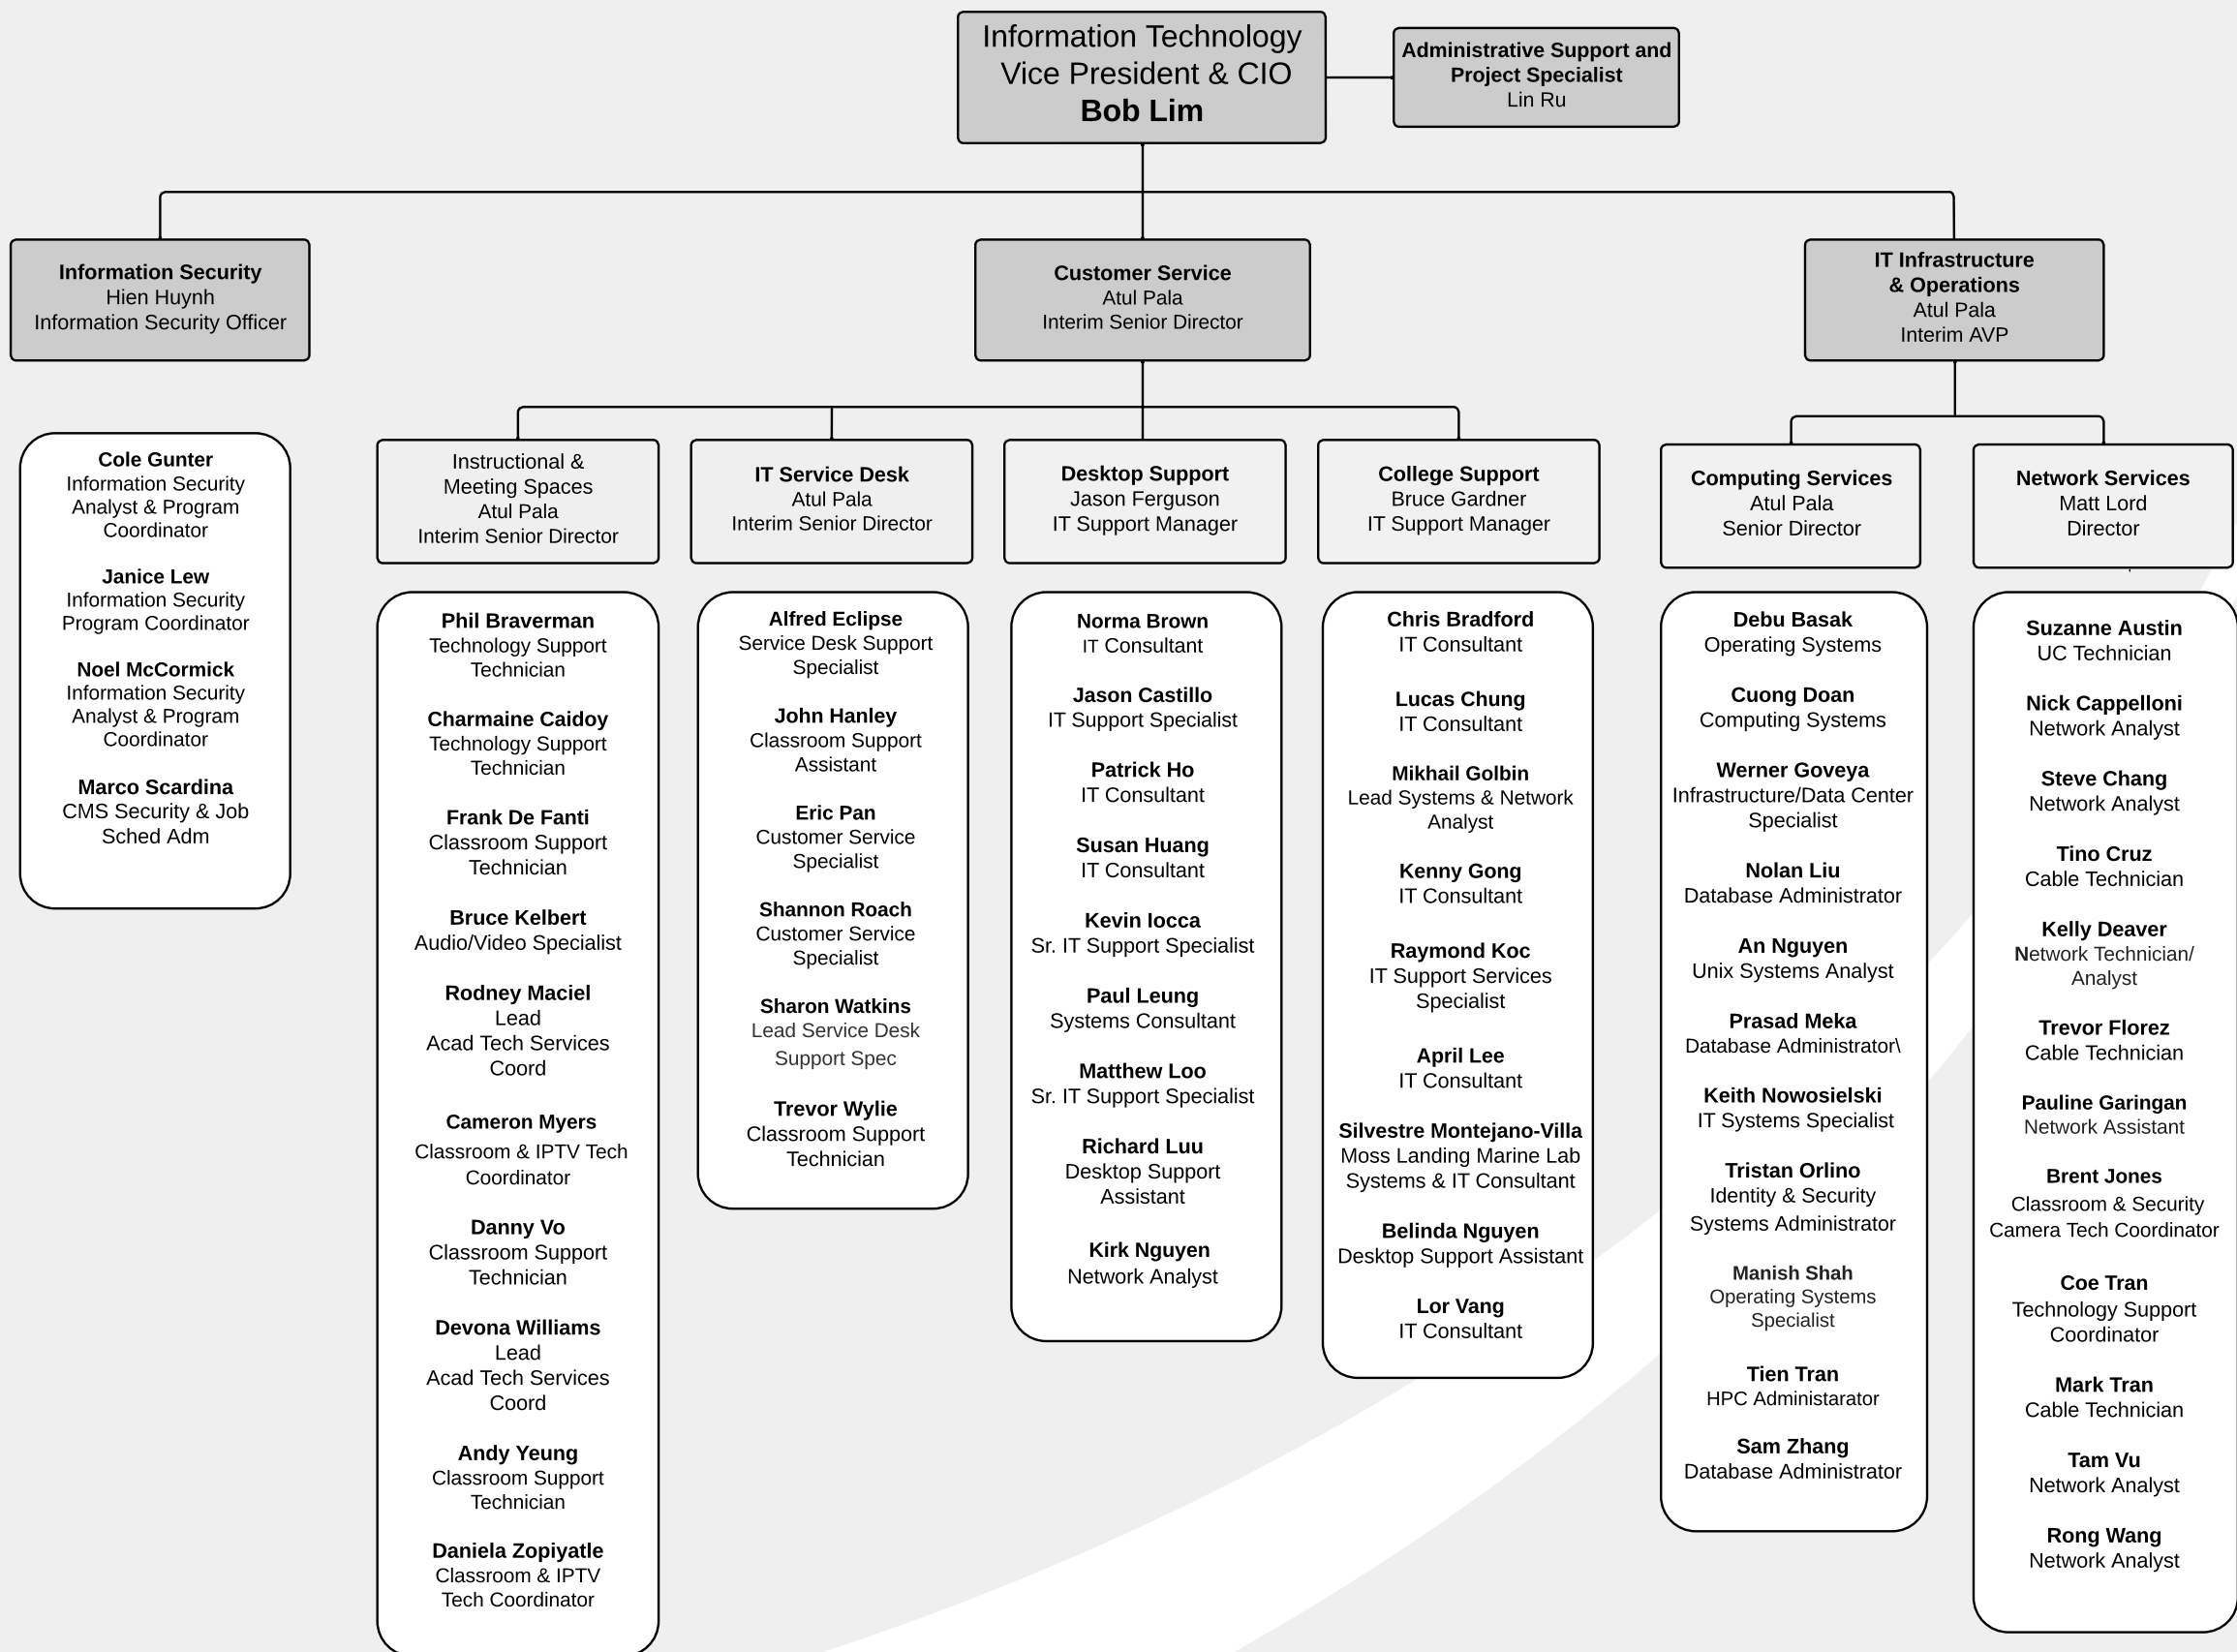 Information Technology
Vice President & CIO
Bob Lim
Administrative Support and
Project Specialist
Lin Ru
Information Security
Hien Huynh
Information Security Officer
Customer Service
Atul Pala
Interim Senior Director
IT Infrastructure
& Operations
Atul Pala
Interim AVP
Cole Gunter
Information Security
Analyst & Program
Coordinator
Janice Lew
Information Security
Program Coordinator
Noel McCormick
Information Security
Analyst & Program
Coordinator
Marco Scardina
CMS Security & Job
Sched Adm
Instructional &
Meeting Spaces
Atul Pala
Interim Senior Director
Phil Braverman
Technology Support
Technician
Charmaine Caidoy
Technology Support
Technician
Frank De Fanti
Classroom Support
Technician
Bruce Kelbert
Audio/Video Specialist
Rodney Maciel
Lead
Acad Tech Services
Coord
Cameron Myers
Classroom & IPTV Tech
Coordinator
Danny Vo
Classroom Support
Technician
Devona Williams
Lead
Acad Tech Services
Coord
Andy Yeung
Classroom Support
Technician
Daniela Zopiyatle
Classroom & IPTV
Tech Coordinator
IT Service Desk
Atul Pala
Interim Senior Director
Alfred Eclipse
Service Desk Support
Specialist
John Hanley
Classroom Support
Assistant
Eric Pan
Customer Service
Specialist
Shannon Roach
Customer Service
Specialist
Sharon Watkins
Lead Service Desk
Support Spec
Trevor Wylie
Classroom Support
Technician
Desktop Support
Jason Ferguson
IT Support Manager
Norma Brown
IT Consultant
Jason Castillo
IT Support Specialist
Patrick Ho
IT Consultant
Susan Huang
IT Consultant
Kevin Iocca
Sr. IT Support Specialist
Paul Leung
Systems Consultant
Matthew Loo
Sr. IT Support Specialist
Richard Luu
Desktop Support
Assistant
Kirk Nguyen
Network Analyst
College Support
Bruce Gardner
IT Support Manager
Chris Bradford
IT Consultant
Lucas Chung
IT Consultant
Mikhail Golbin
Lead Systems & Network
Analyst
Kenny Gong
IT Consultant
Raymond Koc
IT Support Services
Specialist
April Lee
IT Consultant
Silvestre Montejano-Villa
Moss Landing Marine Lab
Systems & IT Consultant
Belinda Nguyen
Desktop Support Assistant
Lor Vang
IT Consultant
Computing Services
Atul Pala
Senior Director
Debu Basak
Operating Systems
Cuong Doan
Computing Systems
Werner Goveya
Infrastructure/Data Center
Specialist
Nolan Liu
Database Administrator
An Nguyen
Unix Systems Analyst
Prasad Meka
Database Administrator\
Keith Nowosielski
IT Systems Specialist
Tristan Orlino
Identity & Security
Systems Administrator
Manish Shah
Operating Systems
Specialist
Tien Tran
HPC Administarator
Sam Zhang
Database Administrator
Network Services
Matt Lord
Director
Suzanne Austin
UC Technician
Nick Cappelloni
Network Analyst
Steve Chang
Network Analyst
Tino Cruz
Cable Technician
Kelly Deaver
Network Technician/
Analyst
Trevor Florez
Cable Technician
Pauline Garingan
Network Assistant
Brent Jones
Classroom & Security
Camera Tech Coordinator
Coe Tran
Technology Support
Coordinator
Mark Tran
Cable Technician
Tam Vu
Network Analyst
Rong Wang
Network Analyst